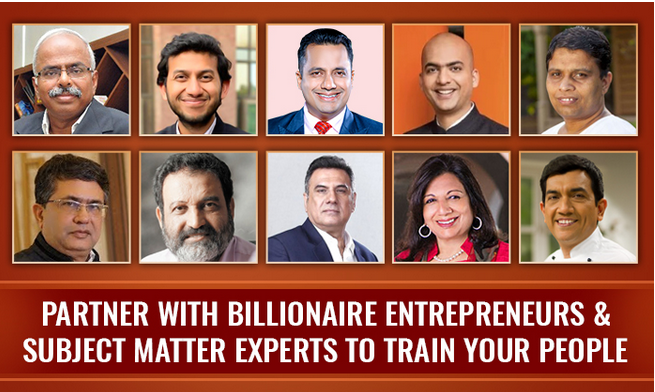 PARTNER WITH BILLIONAIRE ENTREPRENEURS &
SUBJECT MATTER EXPERTS TO TRAIN YOUR PEOPLE